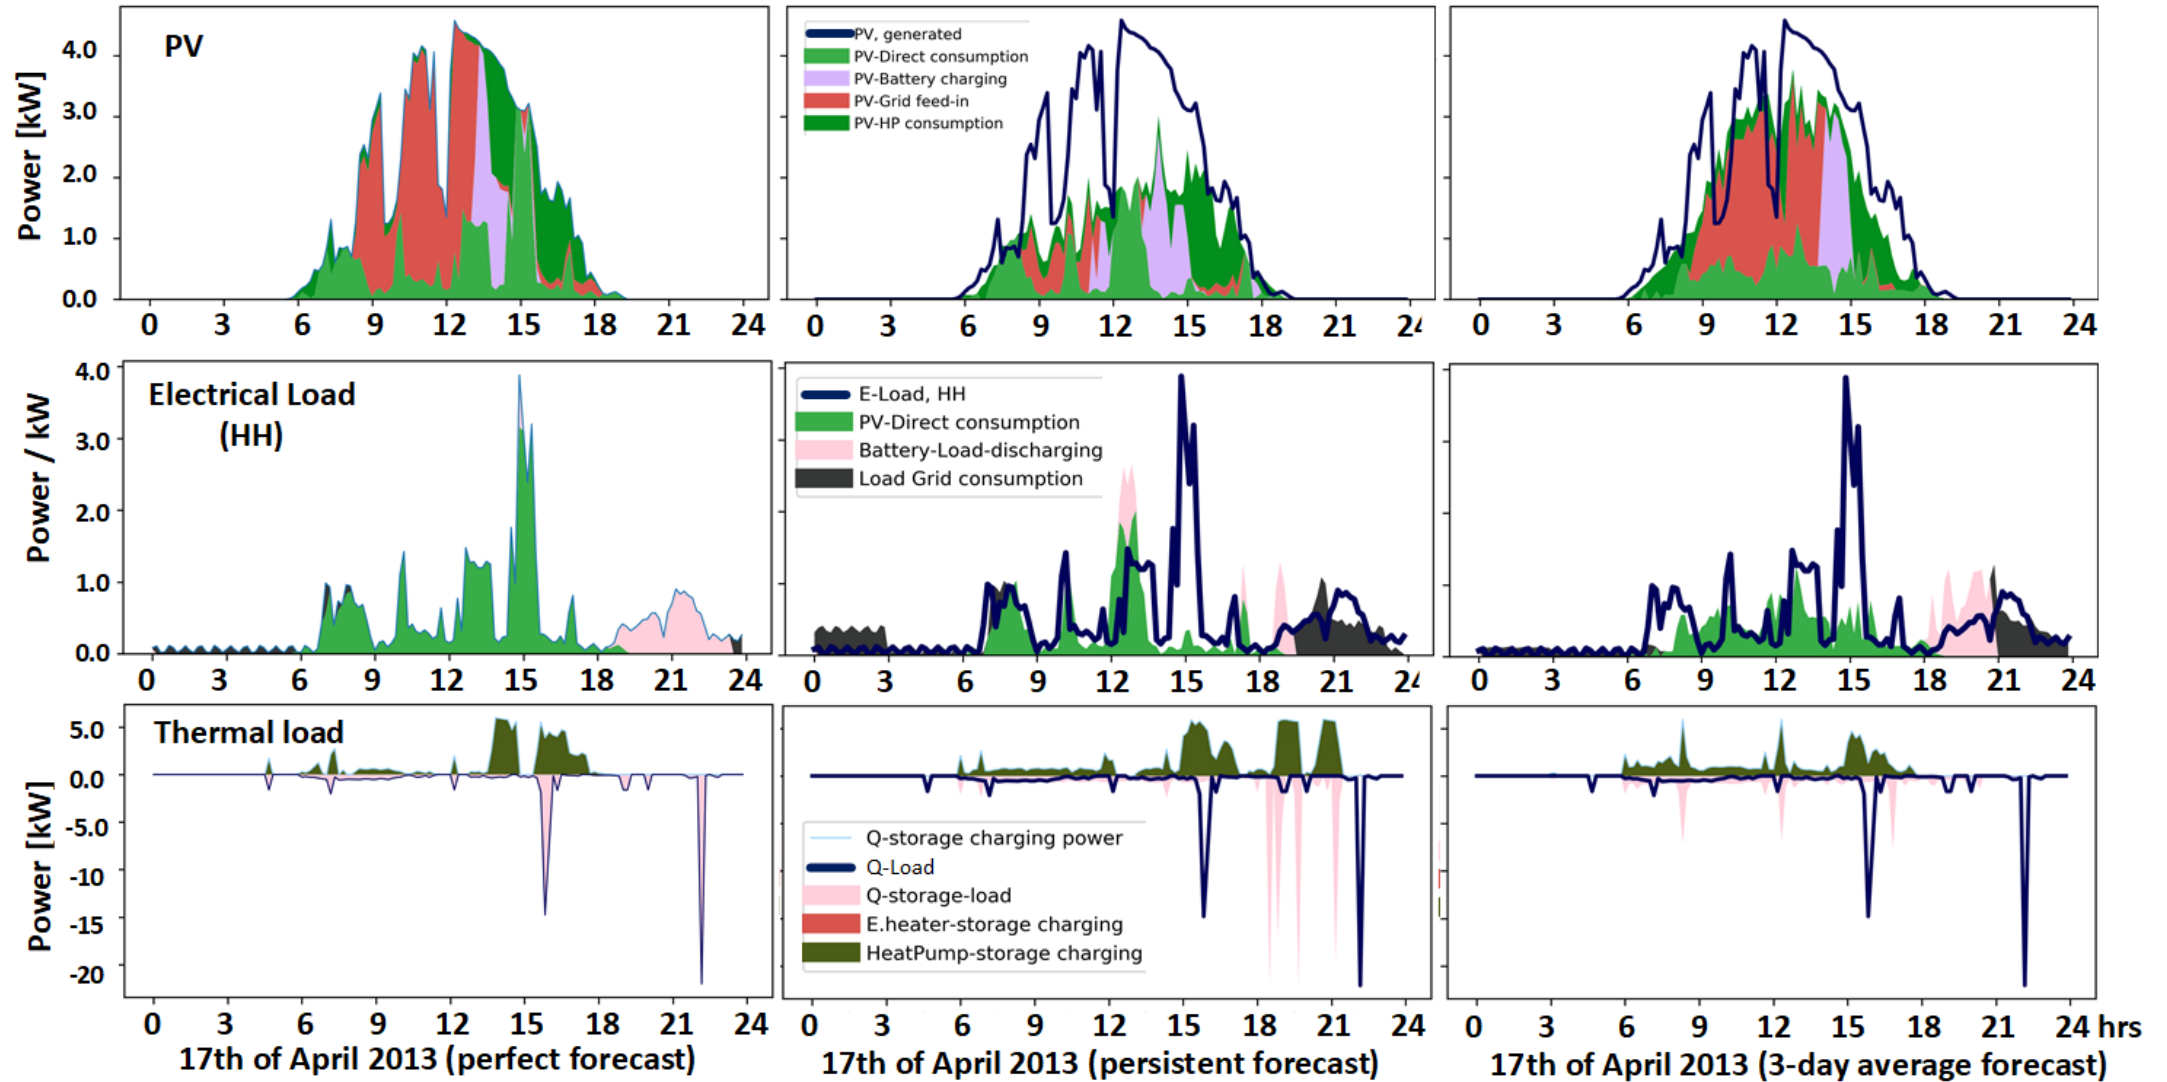 PV
Power [kW]
4.0
3.0
2.0
1.0
0.0
0 3 6 9 12 15 18 21 24
PV, generated
PV-Direct consumption
PV-Battery charging
PV-Grid feed-in
PV-HP consumption
0 3 6 9 12 15 18 21
0 3 6 9 12 15 18 21 24
Electrical Load
(HH)
Power / kW
4.0
3.0
2.0
1.0
0.0
0 3 6 9 12 15 18 21 24
E-Load, HH
PV-Direct consumption
Battery-Load-discharging
Load Grid consumption
0 3 6 9 12 15 18 21
0 3 6 9 12 15 18 21 24
Thermal load
Power [kW]
5.0
0.0
-5.0
-10
-15
-20
0 3 6 9 12 15 18 21 24
17th of April 2013 (perfect forecast)
Q-storage charging power
Q-Load
Q-storage-load
E.heater-storage charging
HeatPump-storage charging
0 3 6 9 12 15 18 21 24
17th of April 2013 (persistent forecast)
0 3 6 9 12 15 18 21 24 hrs
17th of April 2013 (3-day average forecast)